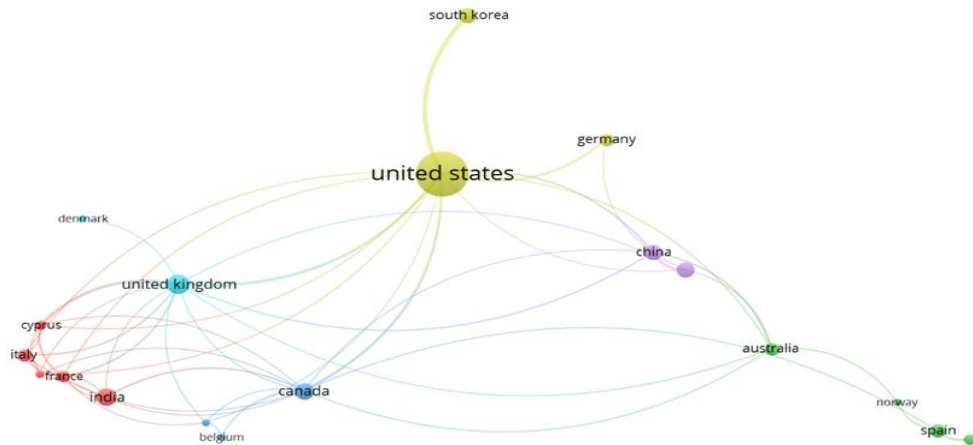 south korea
germany
united states
denmark
china
united kingdom
cyprus
italy
australia
france
india
canada
norway
belgium
spain